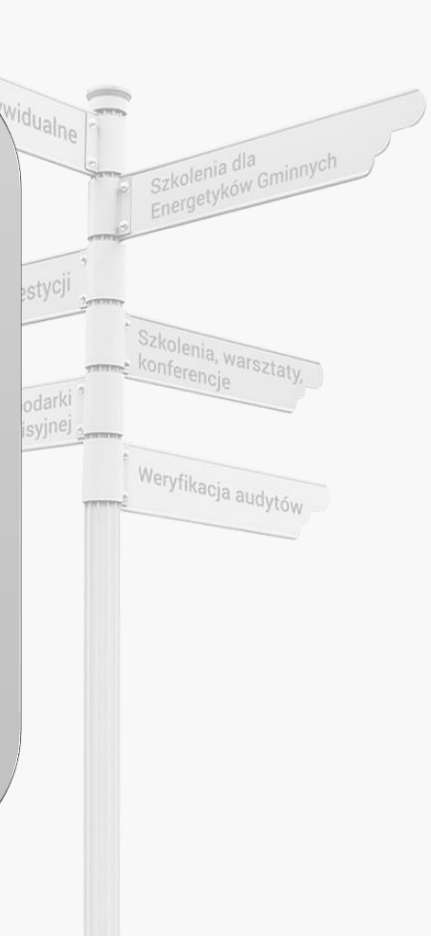 widualne
Szkolenia dla
Energetyków Gminnych
estycji
Szkolenia, warsztaty,
konferencje
odarki
isyjnej
Weryfikacja audytów